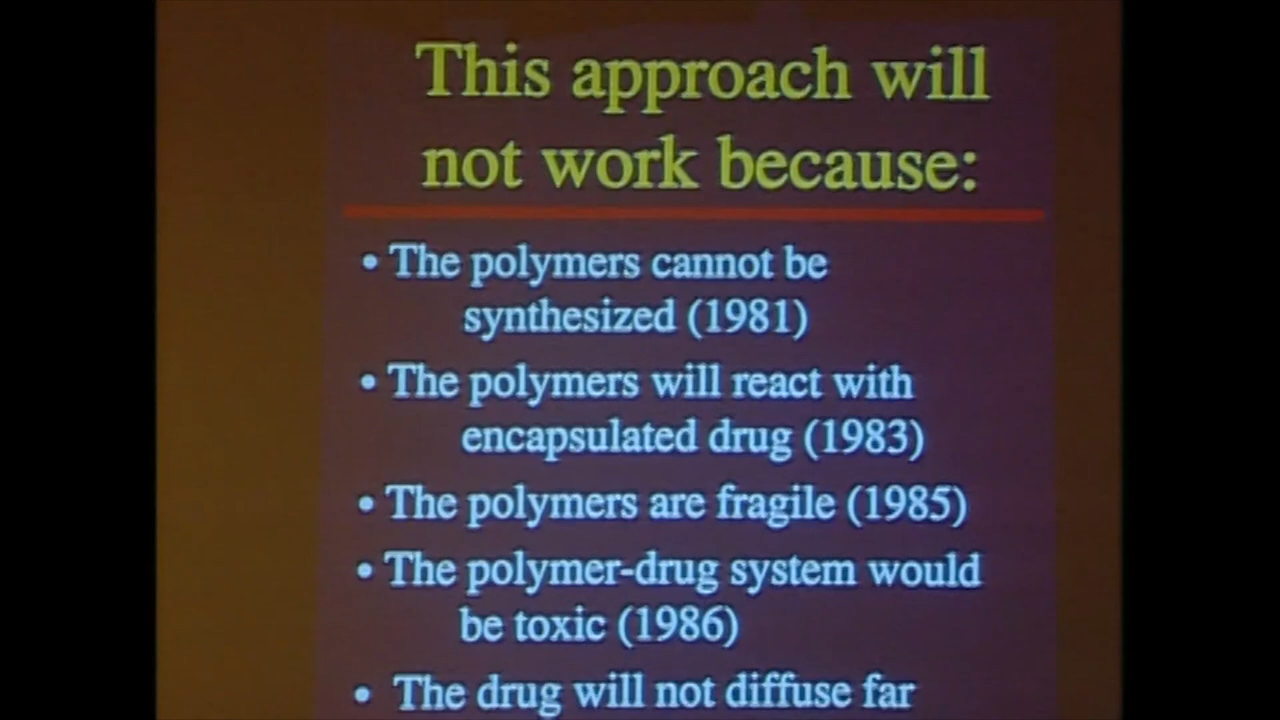 This approach will
not work because:
• The polymers cannot be
synthesized (1981)
• The polymers will react with
encapsulated drug (1983)
• The polymers are fragile (1985)
• The polymer-drug system would
be toxic (1986)
• The drug will not diffuse far